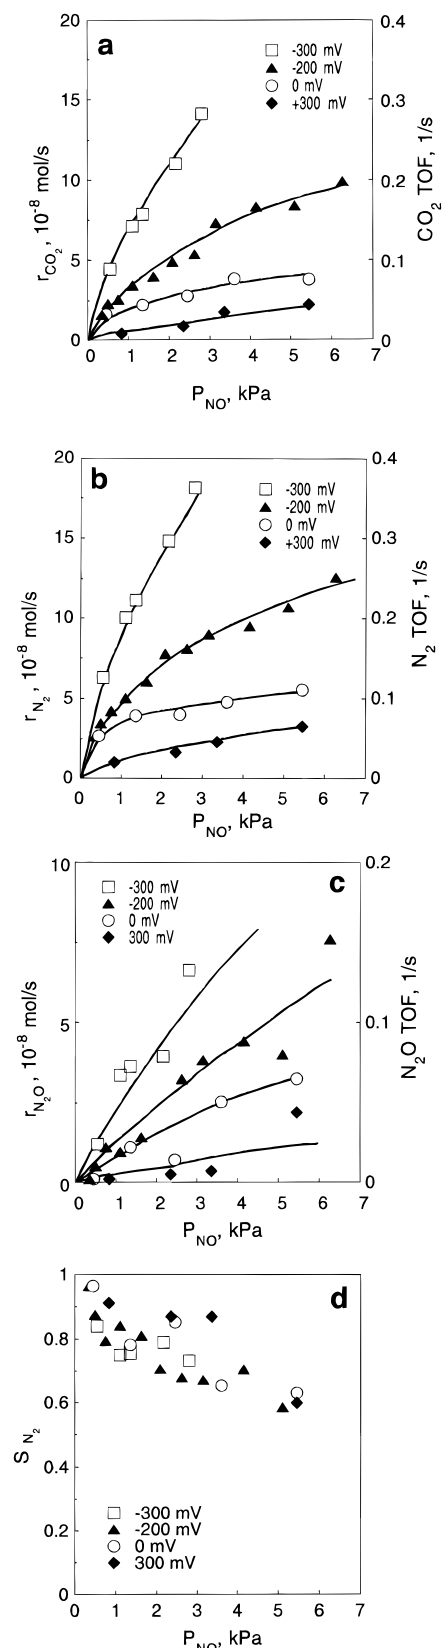 a
-300 mV
-200 mV
0 mV
+300 mV
20
15
10
5
0
0.4
0.3
0.2
0.1
0
0 1 2 3 4 5 6 7
r_CO2, 10^-8 mol/s
CO2 TOF, 1/s
P_NO, kPa
b
-300 mV
-200 mV
0 mV
+300 mV
20
15
10
5
0
0.4
0.3
0.2
0.1
0
0 1 2 3 4 5 6 7
r_N2, 10^-8 mol/s
N2 TOF, 1/s
P_NO, kPa
c
-300 mV
-200 mV
0 mV
300 mV
10
5
0
0.2
0.1
0
0 1 2 3 4 5 6 7
r_N2O, 10^-8 mol/s
N2O TOF, 1/s
P_NO, kPa
d
1
0.8
0.6
0.4
0.2
0
S_N2
-300 mV
-200 mV
0 mV
300 mV
0 1 2 3 4 5 6 7
P_NO, kPa